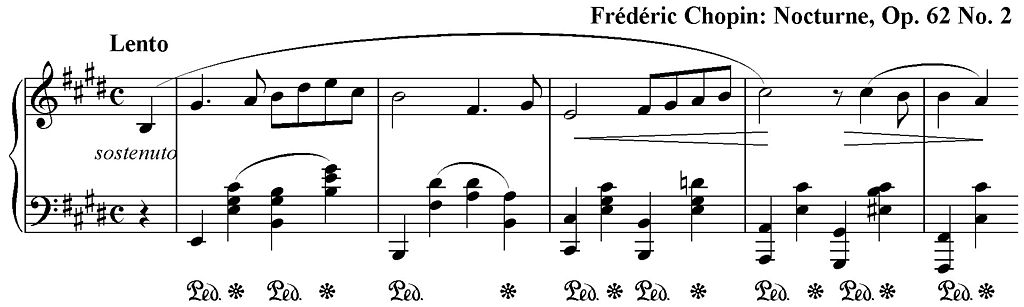 Frédéric Chopin: Nocturne, Op. 62 No. 2
Lento
sostenuto
Ped. Ped. Ped. Ped. Ped. Ped. Ped. Ped.